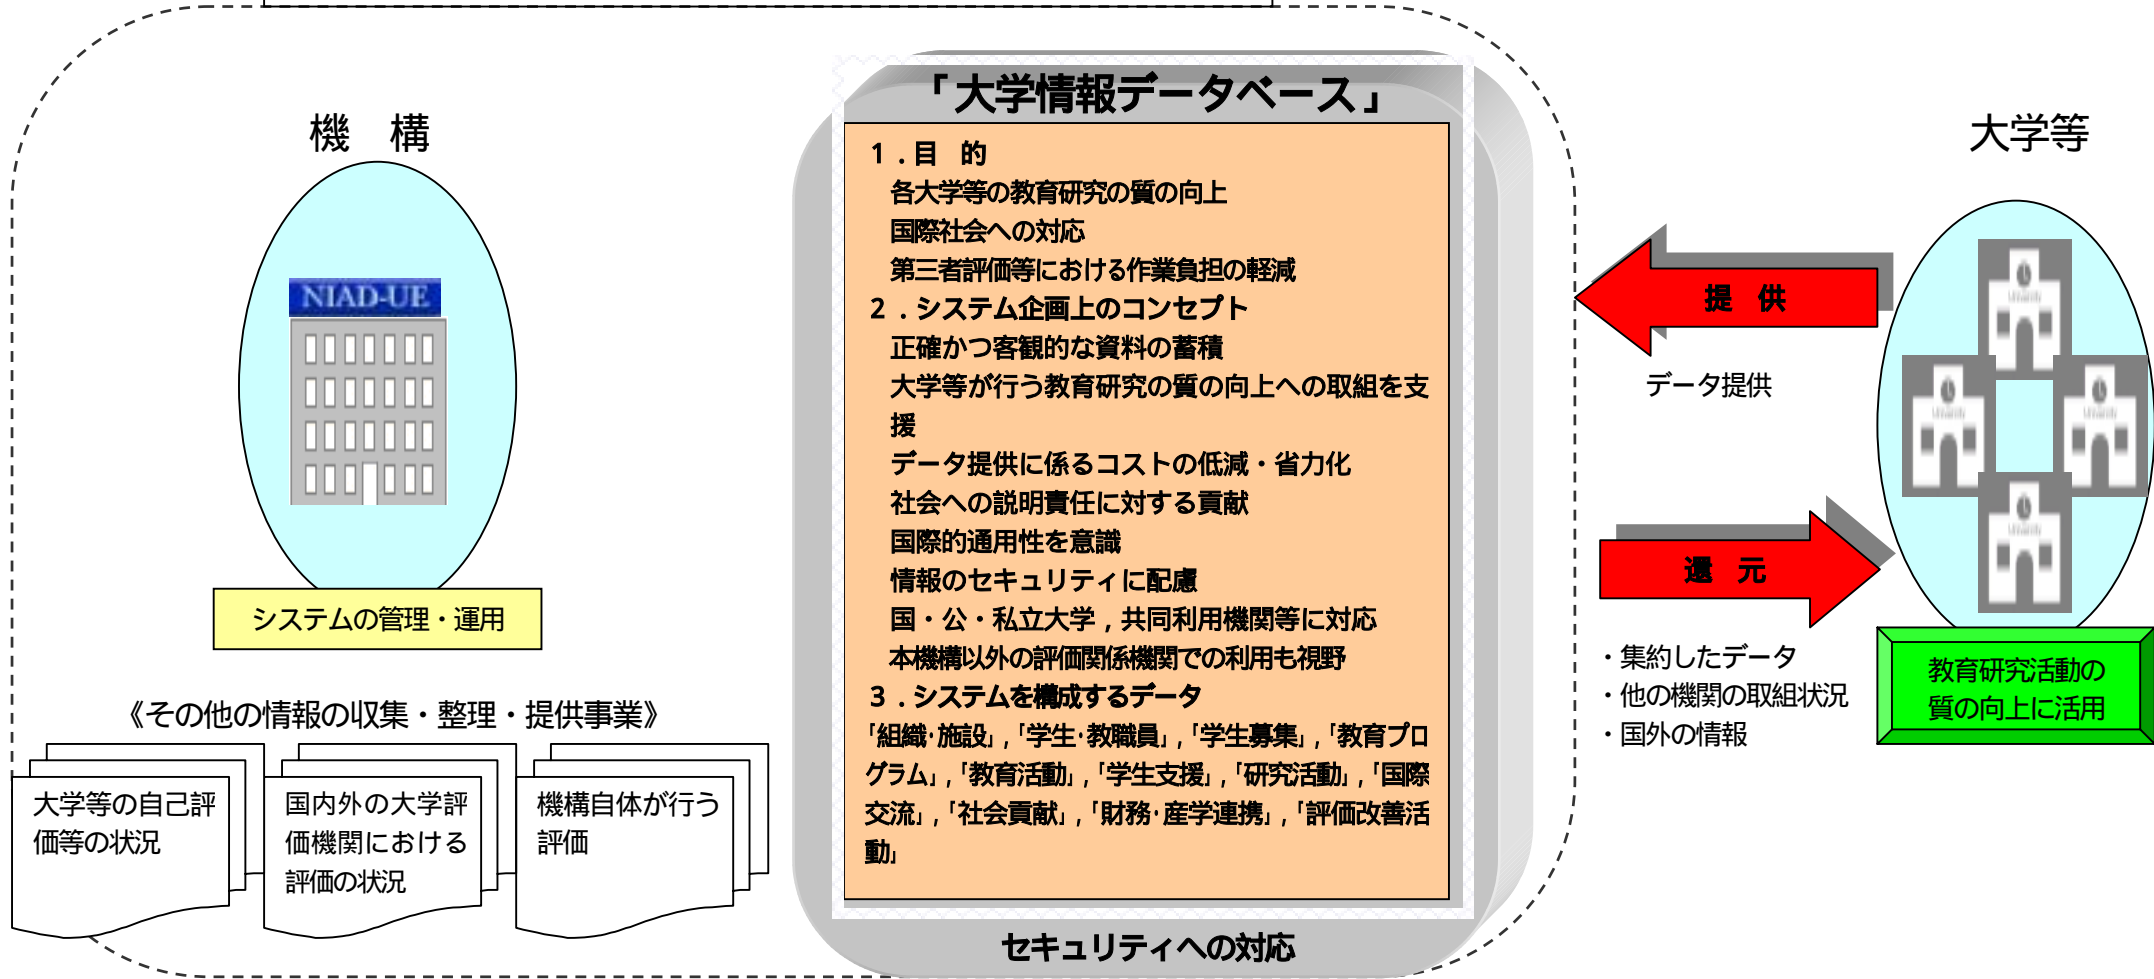 「大学情報データベース」
機　構
NIAD-UE
システムの管理・運用
《その他の情報の収集・整理・提供事業》
大学等の自己評
価等の状況
国内外の大学評
価機関における
評価の状況
機構自体が行う
評価
１．目　的
各大学等の教育研究の質の向上
国際社会への対応
第三者評価等における作業負担の軽減
２．システム企画上のコンセプト
正確かつ客観的な資料の蓄積
大学等が行う教育研究の質の向上への取組を支
援
データ提供に係るコストの低減・省力化
社会への説明責任に対する貢献
国際的通用性を意識
情報のセキュリティに配慮
国・公・私立大学，共同利用機関等に対応
本機構以外の評価関係機関での利用も視野
３．システムを構成するデータ
「組織・施設」，「学生・教職員」，「学生募集」，「教育プロ
グラム」，「教育活動」，「学生支援」，「研究活動」，「国際
交流」，「社会貢献」，「財務・産学連携」，「評価改善活
動」
セキュリティへの対応
大学等
提　供
データ提供
還　元
・集約したデータ
・他の機関の取組状況
・国外の情報
University
University
University
University
教育研究活動の
質の向上に活用